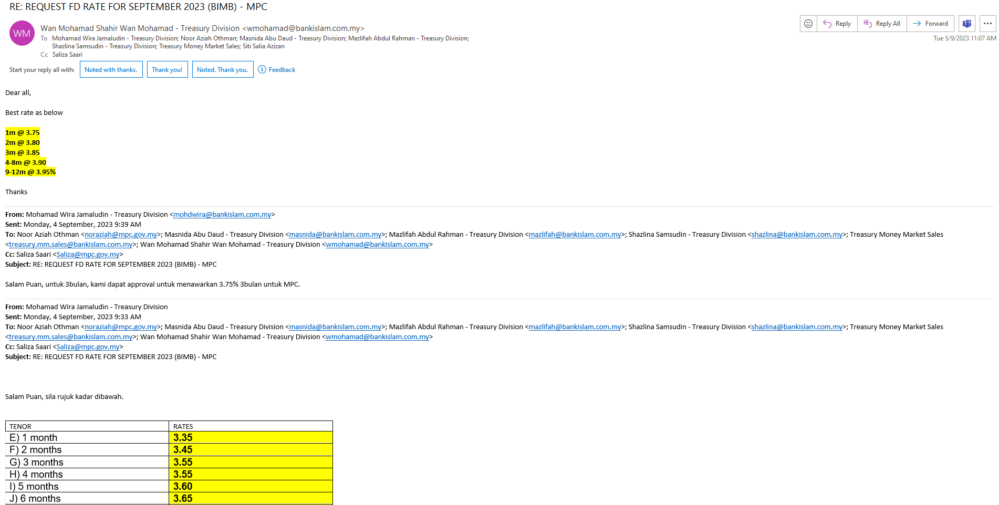 RE: REQUEST FD RATE FOR SEPTEMBER 2023 (BIMB) - MPC
WM
Wan Mohamad Shahir Wan Mohamad - Treasury Division <wmohamad@bankislam.com.my>
To Mohamad Wira Jamaludin - Treasury Division; Noor Aziah Othman; Masnida Abu Daud - Treasury Division; Mazlifah Abdul Rahman - Treasury Division;
Shazlina Samsudin - Treasury Division; Treasury Money Market Sales; Siti Salia Azizan
Cc Saliza Saari
Reply Reply All Forward
Tue 5/9/2023 11:07 AM
Start your reply all with: Noted with thanks. Thank you! Noted. Thank you. Feedback
Dear all,
Best rate as below
1m @ 3.75
2m @ 3.80
3m @ 3.85
4-8m @ 3.90
9-12m @ 3.95%
Thanks
From: Mohamad Wira Jamaludin - Treasury Division <mohdwira@bankislam.com.my>
Sent: Monday, 4 September, 2023 9:39 AM
To: Noor Aziah Othman <noraziah@mpc.gov.my>; Masnida Abu Daud - Treasury Division <masnida@bankislam.com.my>; Mazlifah Abdul Rahman - Treasury Division <mazlifah@bankislam.com.my>; Shazlina Samsudin - Treasury Division <shazlina@bankislam.com.my>; Treasury Money Market Sales
<treasury.mm.sales@bankislam.com.my>; Wan Mohamad Shahir Wan Mohamad - Treasury Division <wmohamad@bankislam.com.my>
Cc: Saliza Saari <Saliza@mpc.gov.my>
Subject: RE: REQUEST FD RATE FOR SEPTEMBER 2023 (BIMB) - MPC
Salam Puan, untuk 3bulan, kami dapat approval untuk menawarkan 3.75% 3bulan untuk MPC.
From: Mohamad Wira Jamaludin - Treasury Division
Sent: Monday, 4 September, 2023 9:33 AM
To: Noor Aziah Othman <noraziah@mpc.gov.my>; Masnida Abu Daud - Treasury Division <masnida@bankislam.com.my>; Mazlifah Abdul Rahman - Treasury Division <mazlifah@bankislam.com.my>; Shazlina Samsudin - Treasury Division <shazlina@bankislam.com.my>; Treasury Money Market Sales
<treasury.mm.sales@bankislam.com.my>; Wan Mohamad Shahir Wan Mohamad - Treasury Division <wmohamad@bankislam.com.my>
Cc: Saliza Saari <Saliza@mpc.gov.my>
Subject: RE: REQUEST FD RATE FOR SEPTEMBER 2023 (BIMB) - MPC
Salam Puan, sila rujuk kadar dibawah.
TENOR RATES
E) 1 month 3.35
F) 2 months 3.45
G) 3 months 3.55
H) 4 months 3.55
I) 5 months 3.60
J) 6 months 3.65